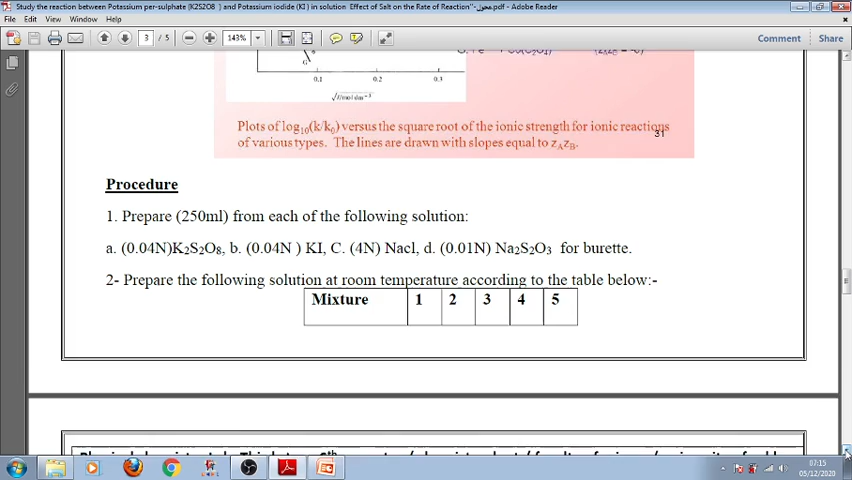 Study the reaction between Potassium per-sulphate [K2S2O8 ] and Potassium iodide (KI ) in solution Effect of Salt on the Rate of Reaction"-محول.pdf - Adobe Reader
File Edit View Window Help
3 / 5 143% Comment Share
G
0.1 0.2 0.3
√I/mol dm⁻³
31
Plots of log₁₀(k/k₀) versus the square root of the ionic strength for ionic reactions
of various types. The lines are drawn with slopes equal to zAzB.
Procedure
1. Prepare (250ml) from each of the following solution:
a. (0.04N)K₂S₂O₈, b. (0.04N ) KI, C. (4N) Nacl, d. (0.01N) Na₂S₂O₃ for burette.
2- Prepare the following solution at room temperature according to the table below:-
Mixture 1 2 3 4 5
07:15
05/12/2020